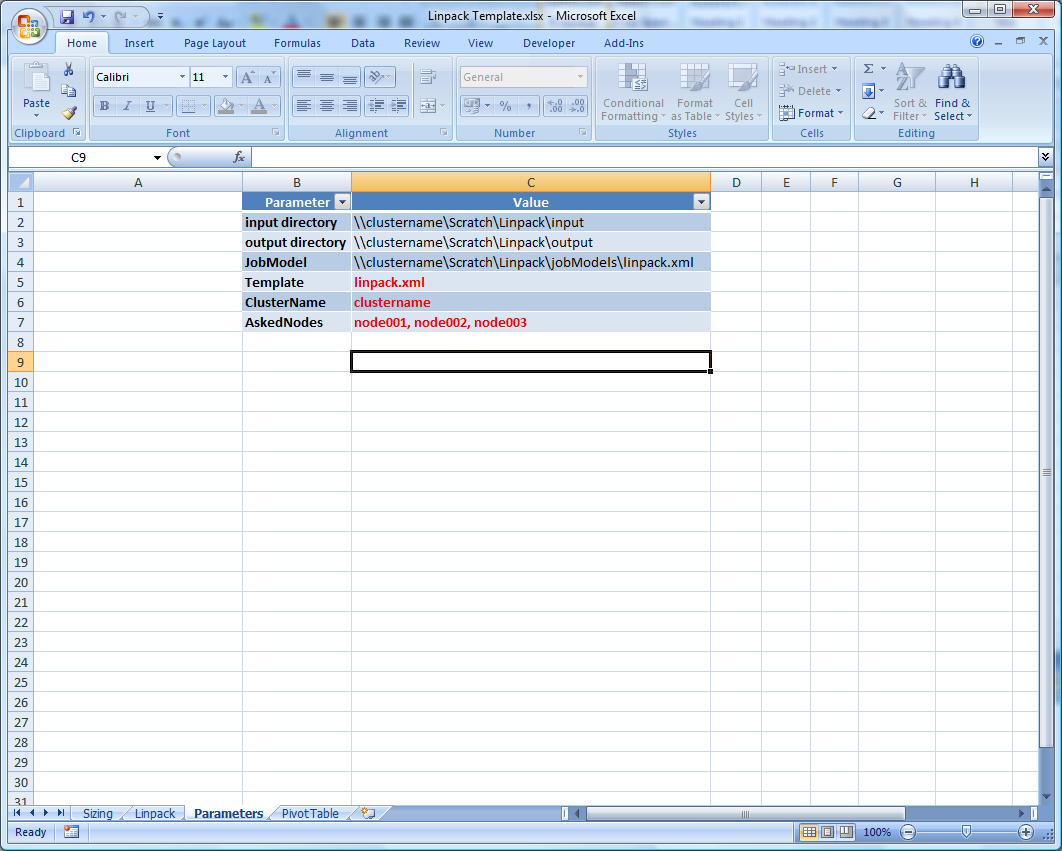 Linpack Template.xlsx - Microsoft Excel
Home Insert Page Layout Formulas Data Review View Developer Add-Ins
Paste
Calibri 11
B I U
General
% ,
Conditional Formatting
Format as Table
Cell Styles
Insert
Delete
Format
Σ
Sort & Filter
Find & Select
Clipboard Font Alignment Number Styles Cells Editing
C9 fx
A B C D E F G H
1 Parameter Value
2 input directory \\clustername\Scratch\Linpack\input
3 output directory \\clustername\Scratch\Linpack\output
4 JobModel \\clustername\Scratch\Linpack\jobModels\linpack.xml
5 Template linpack.xml
6 ClusterName clustername
7 AskedNodes node001, node002, node003
8
9
10
11
12
13
14
15
16
17
18
19
20
21
22
23
24
25
26
27
28
29
30
31
Sizing Linpack Parameters PivotTable
Ready 100%